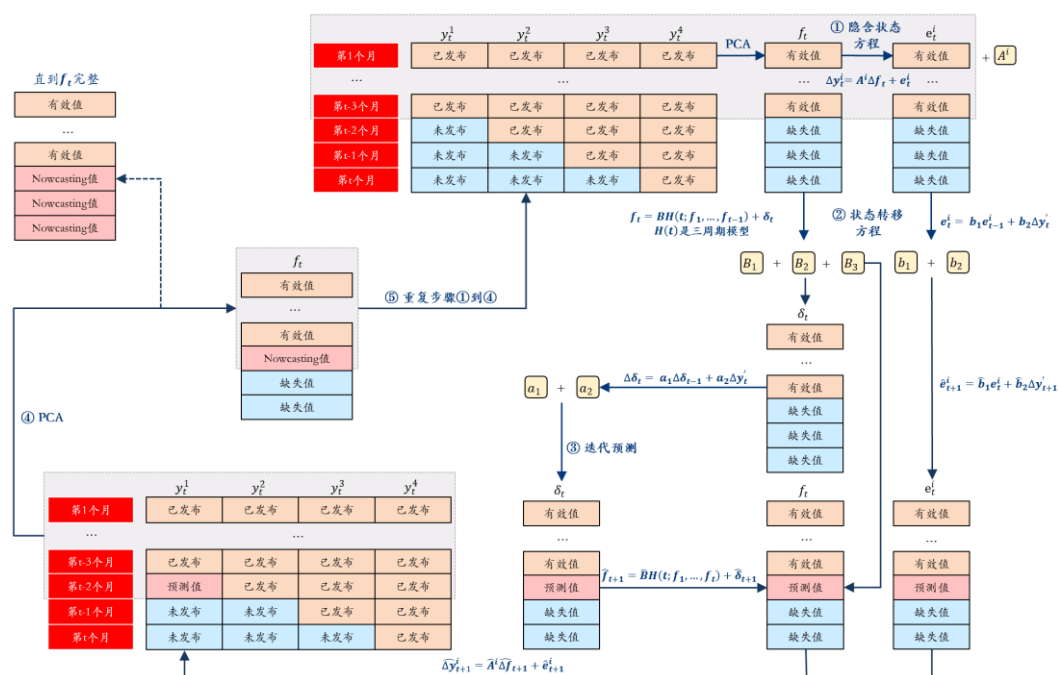 y_t^1 y_t^2 y_t^3 y_t^4 f_t e_t^i
第1个月 已发布 已发布 已发布 已发布 PCA 有效值 ① 隐含状态方程 有效值 + A^i
… … … …
Δy_t^i = A^iΔf_t + e_t^i
第t-3个月 已发布 已发布 已发布 已发布 有效值 有效值
第t-2个月 未发布 已发布 已发布 已发布 缺失值 缺失值
第t-1个月 未发布 未发布 已发布 已发布 缺失值 缺失值
第t个月 未发布 未发布 未发布 已发布 缺失值 缺失值
直到f_t完整
有效值
…
有效值
Nowcasting值
Nowcasting值
Nowcasting值
f_t = BH(t; f_1, …, f_{t-1}) + δ_t
H(t)是三周期模型
② 状态转移
方程
e_t^i = b_1e_{t-1}^i + b_2Δy_t^'
B_1 + B_2 + B_3
b_1 + b_2
f_t
有效值
…
有效值
Nowcasting值
缺失值
缺失值
⑤ 重复步骤①到④
δ_t
有效值
…
有效值
缺失值
缺失值
缺失值
Δδ_t = a_1Δδ_{t-1} + a_2Δy_t^'
a_1 + a_2
ê_{t+1}^i = b̂_1e_t^i + b̂_2Δy_{t+1}^'
③ 迭代预测
④ PCA
y_t^1 y_t^2 y_t^3 y_t^4 δ_t f_t e_t^i
第1个月 已发布 已发布 已发布 已发布 有效值 有效值 有效值
… … … … …
第t-3个月 已发布 已发布 已发布 已发布 有效值 有效值 有效值
第t-2个月 预测值 已发布 已发布 已发布 预测值 预测值 预测值
第t-1个月 未发布 未发布 已发布 已发布 缺失值 缺失值 缺失值
第t个月 未发布 未发布 未发布 已发布 缺失值 缺失值 缺失值
f̂_{t+1} = B̂H(t; f_1, …, f_t) + δ̂_{t+1}
Δŷ_{t+1}^i = Â^iΔf̂_{t+1} + ê_{t+1}^i